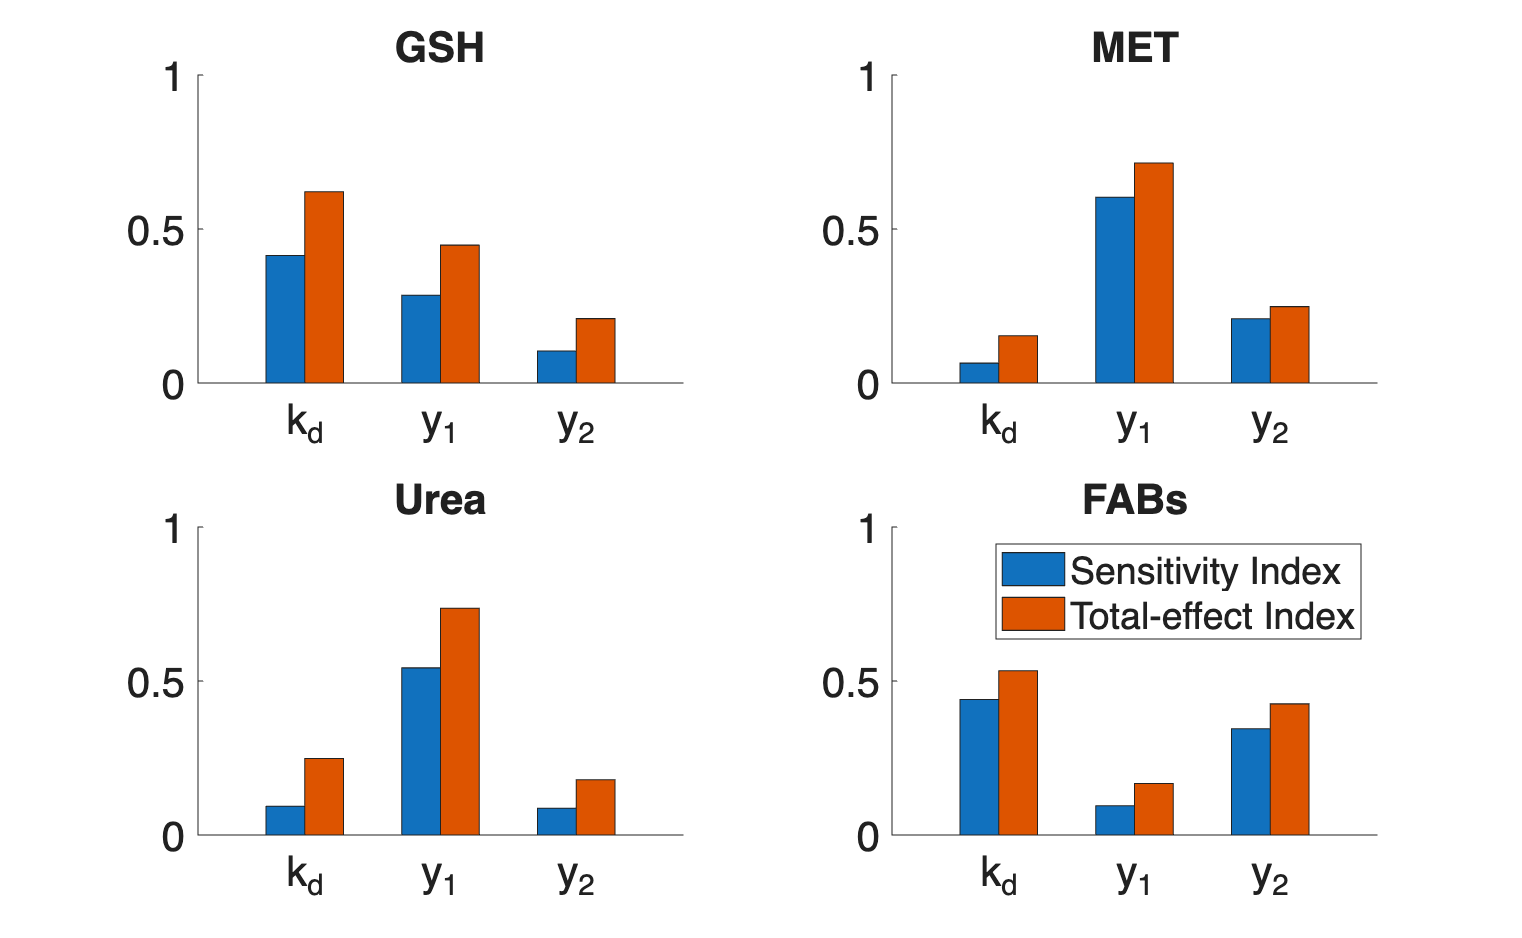 GSH
1
0.5
0
k_d y_1 y_2
MET
1
0.5
0
k_d y_1 y_2
Urea
1
0.5
0
k_d y_1 y_2
FABs
1
Sensitivity Index
Total-effect Index
0.5
0
k_d y_1 y_2